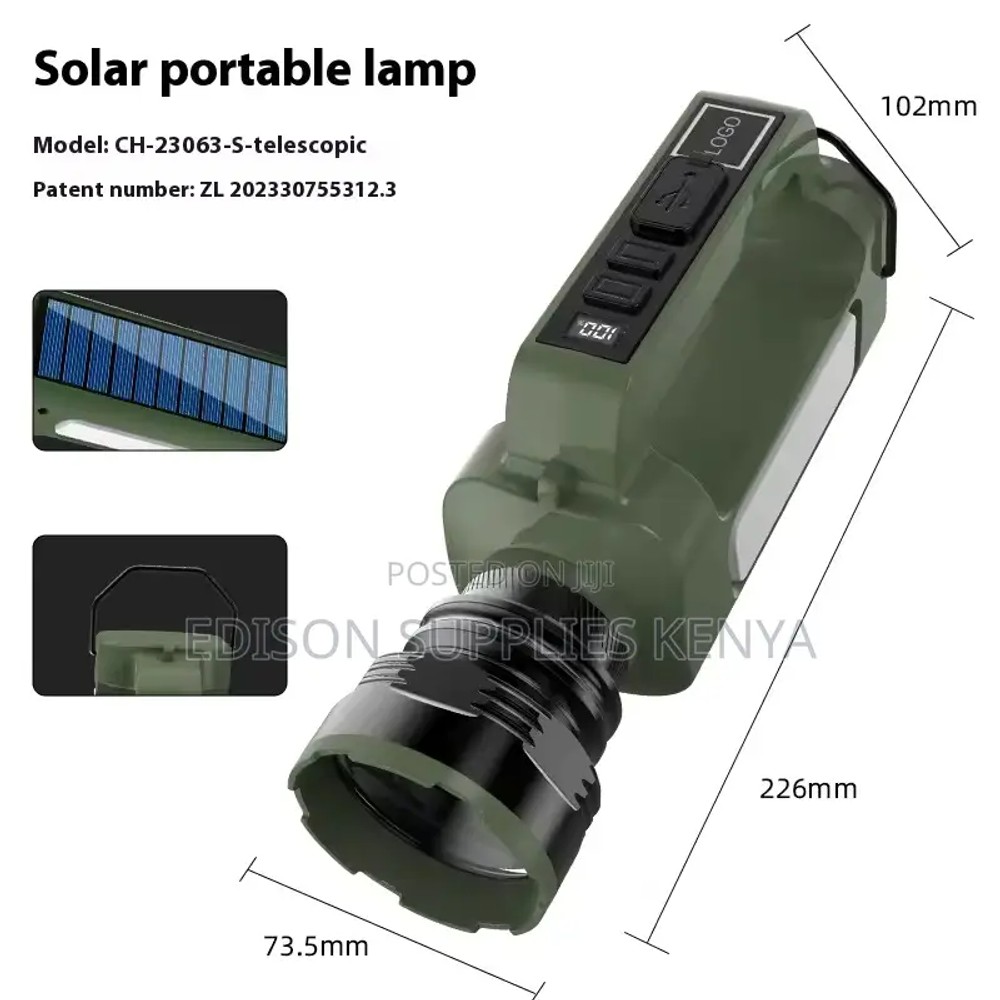 Solar portable lamp
Model: CH-23063-S-telescopic
Patent number: ZL 202330755312.3
102mm
LOGO
POSTED ON JIJI
EDISON SUPPLIES KENYA
226mm
73.5mm